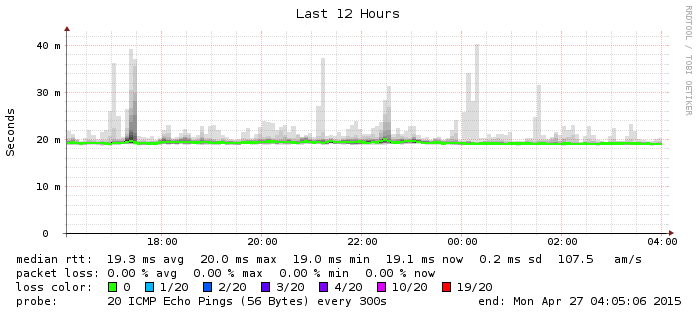 Last 12 Hours
RRDTOOL / TOBI OETIKER
Seconds
40 m
30 m
20 m
10 m
0
18:00 20:00 22:00 00:00 02:00 04:00
median rtt: 19.3 ms avg 20.0 ms max 19.0 ms min 19.1 ms now 0.2 ms sd 107.5 am/s
packet loss: 0.00 % avg 0.00 % max 0.00 % min 0.00 % now
loss color: 0 1/20 2/20 3/20 4/20 10/20 19/20
probe: 20 ICMP Echo Pings (56 Bytes) every 300s end: Mon Apr 27 04:05:06 2015